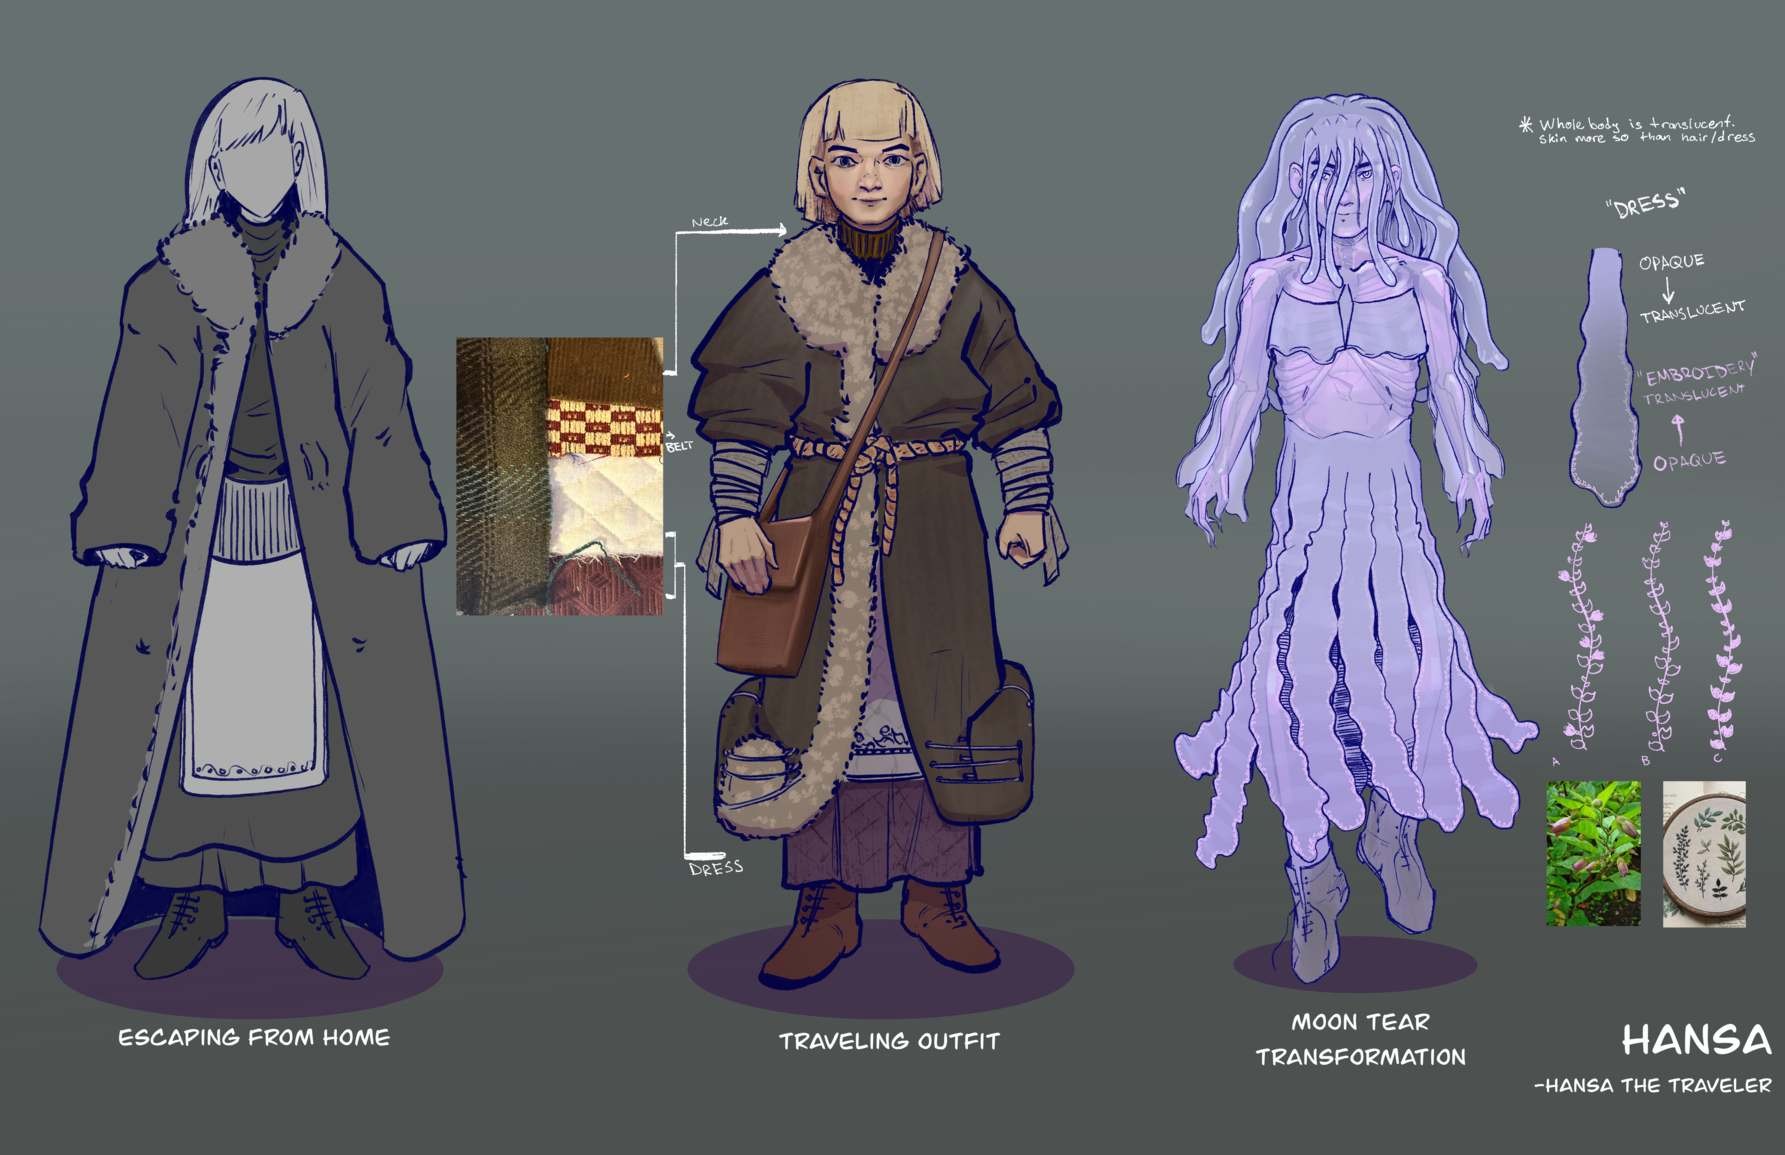 * Whole body is translucent.
skin more so than hair/dress
"DRESS"
OPAQUE
TRANSLUCENT
"EMBROIDERY"
TRANSLUCENT
OPAQUE
Neck
BELT
DRESS
A
B
C
ESCAPING FROM HOME
TRAVELING OUTFIT
MOON TEAR
TRANSFORMATION
HANSA
-HANSA THE TRAVELER